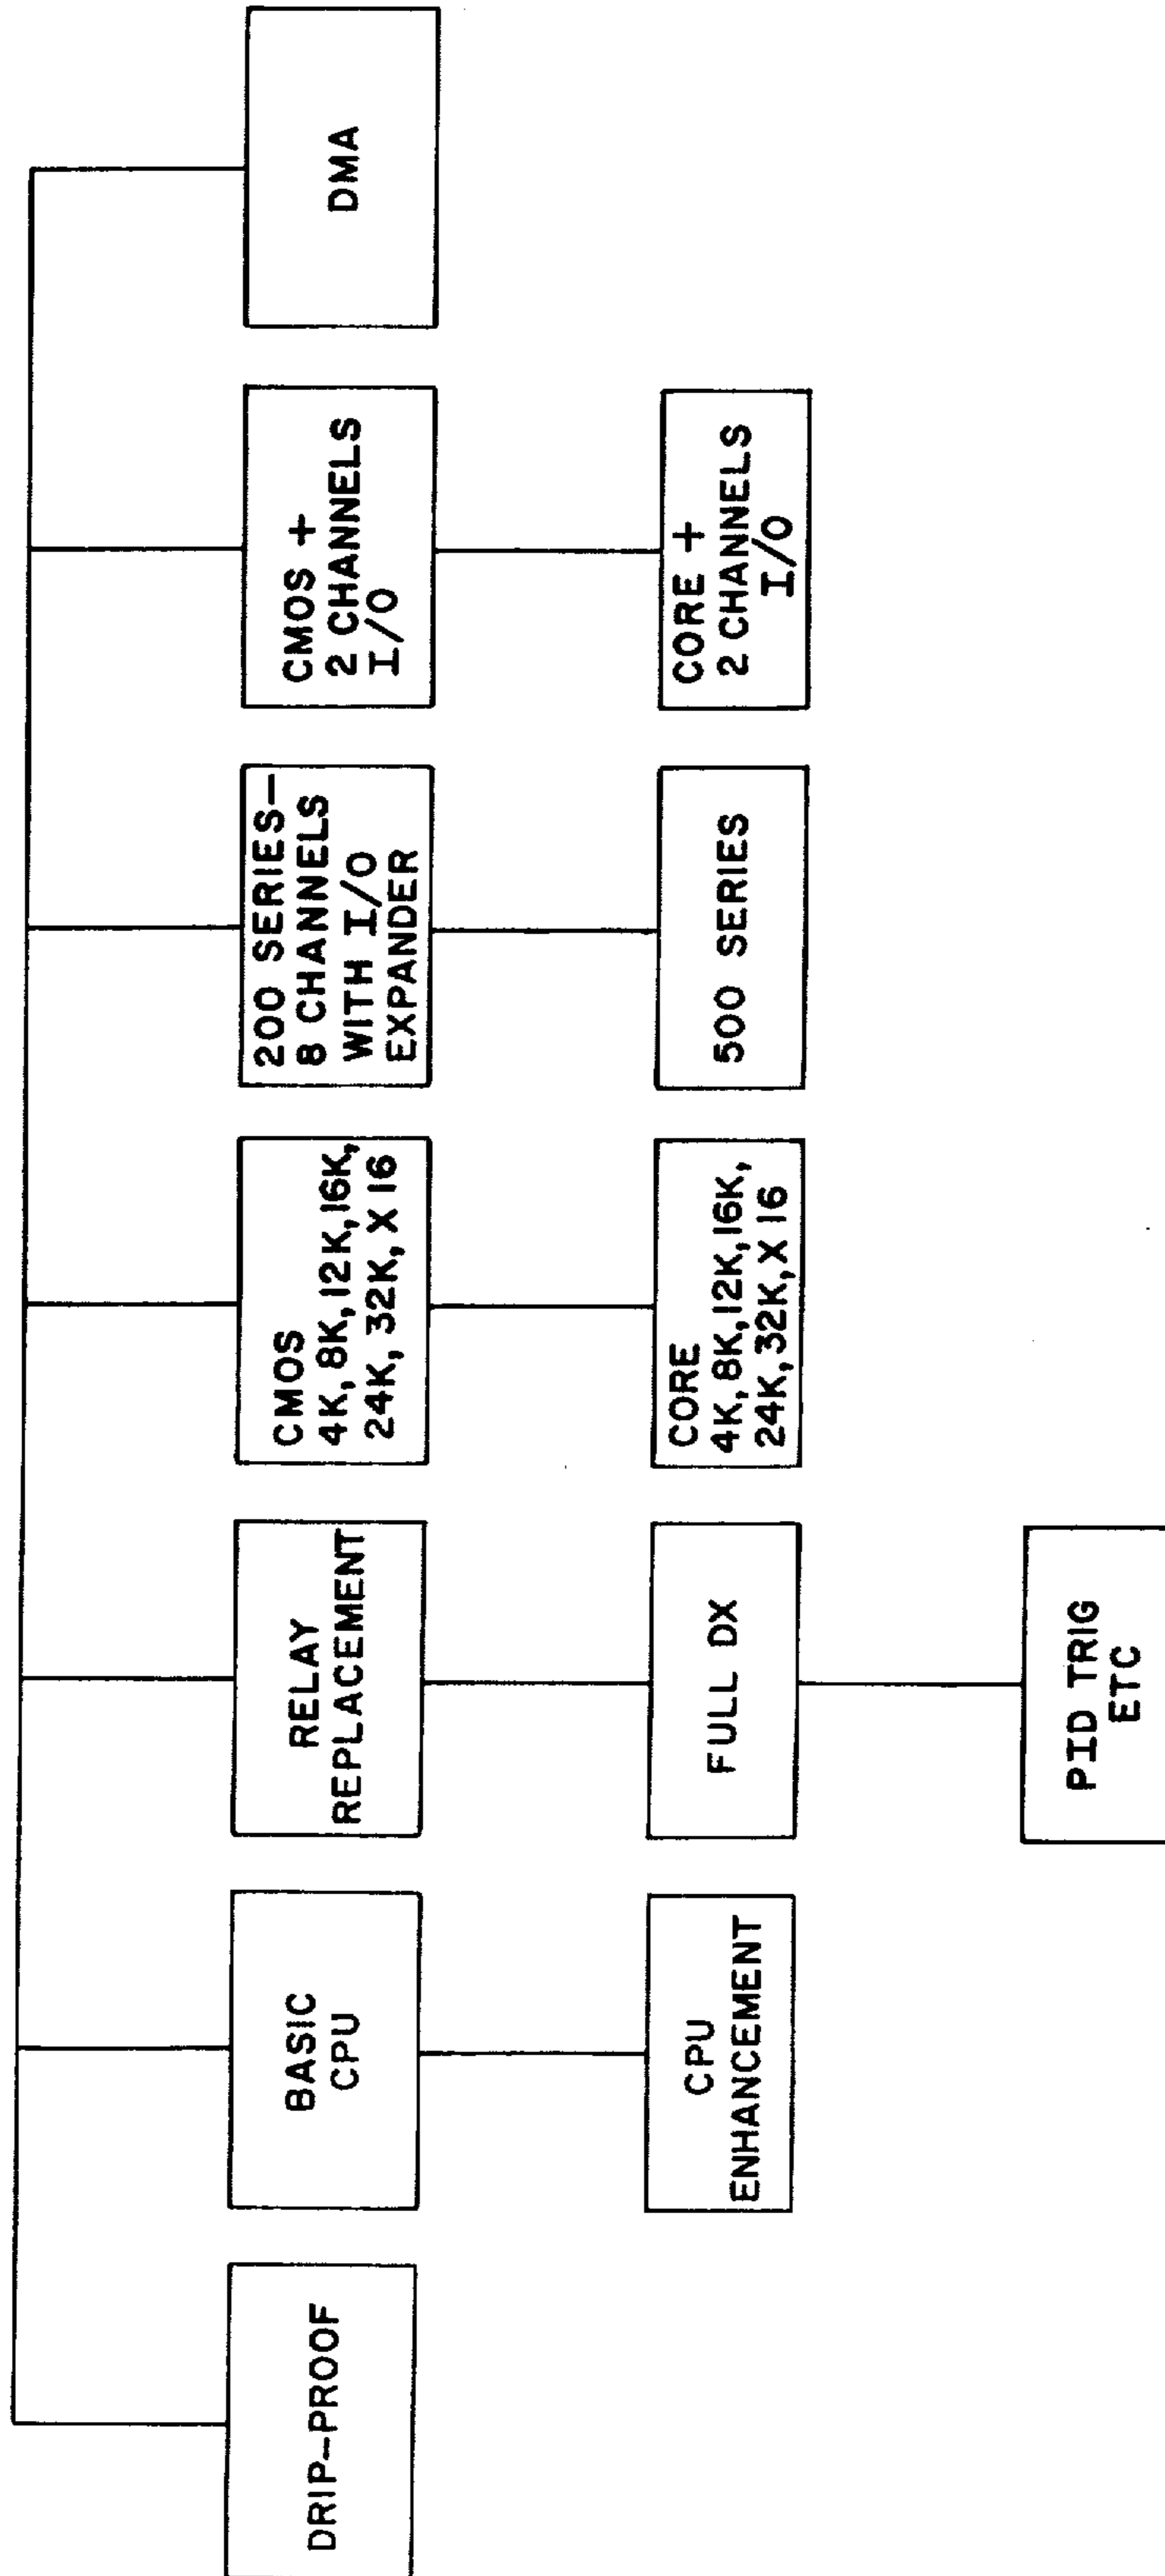 DRIP-PROOF
BASIC
CPU
RELAY
REPLACEMENT
CMOS
4K, 8K, 12K, 16K,
24K, 32K, X 16
200 SERIES-
8 CHANNELS
WITH I/O
EXPANDER
CMOS +
2 CHANNELS
I/O
DMA
CPU
ENHANCEMENT
FULL DX
CORE
4K, 8K, 12K, 16K,
24K, 32K, X 16
500 SERIES
CORE +
2 CHANNELS
I/O
PID TRIG
ETC